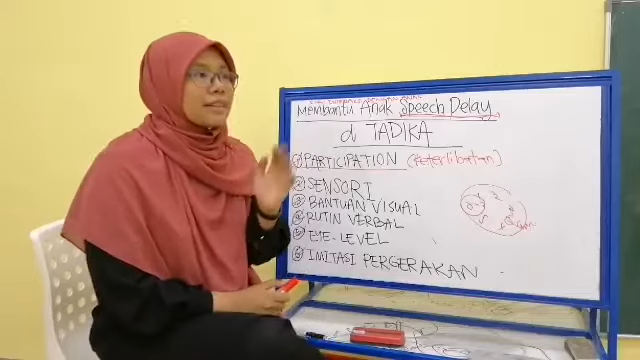 Membantu Anak Speech Delay
di TADIKA
① PARTICIPATION (Keterlibatan)
② SENSORI
③ BANTUAN VISUAL
④ RUTIN VERBAL
⑤ EYE-LEVEL
⑥ IMITASI PERGERAKAN